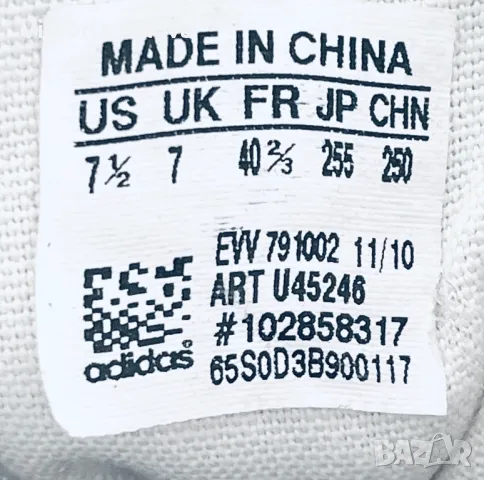 MADE IN CHINA
US UK FR JP CHN
7½ 7 40⅔ 255 250
EVV 791002 11/10
ART U45246
#102858317
adidas®
65S0D3B900117
BAZAR